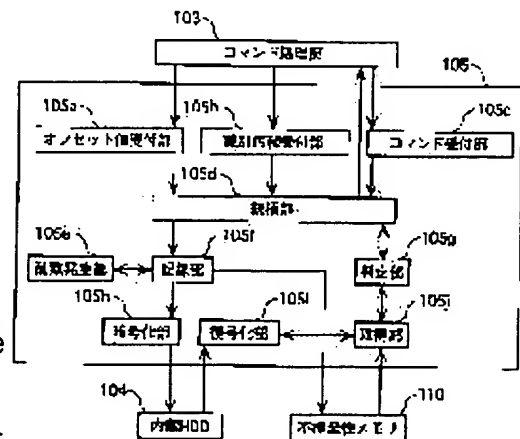 103
コマンド処理部
105
105a
105b
105c
オフセット値受付部
識別情報受付部
コマンド受付部
105d
制御部
105e
105f
105g
乱数発生部
記録部
判定部
105h
105i
105j
暗号化部
復号化部
取得部
104
110
内部HDD
不揮発性メモリ
e